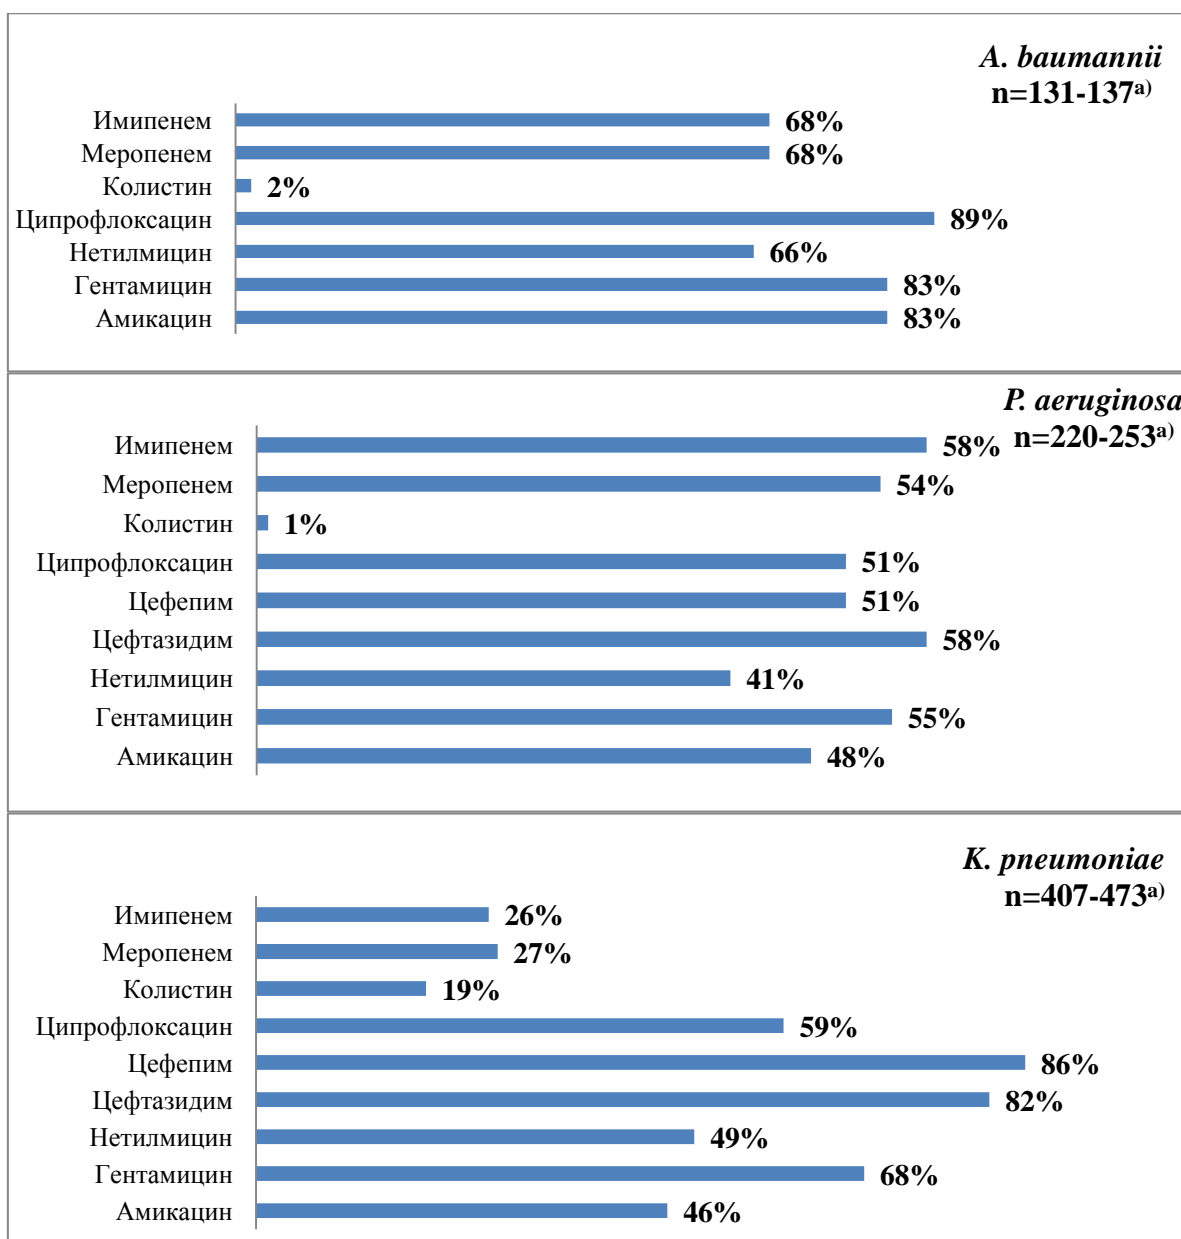 A. baumannii
n=131-137a)
Имипенем 68%
Меропенем 68%
Колистин 2%
Ципрофлоксацин 89%
Нетилмицин 66%
Гентамицин 83%
Амикацин 83%
P. aeruginosa
n=220-253a)
Имипенем 58%
Меропенем 54%
Колистин 1%
Ципрофлоксацин 51%
Цефепим 51%
Цефтазидим 58%
Нетилмицин 41%
Гентамицин 55%
Амикацин 48%
K. pneumoniae
n=407-473a)
Имипенем 26%
Меропенем 27%
Колистин 19%
Ципрофлоксацин 59%
Цефепим 86%
Цефтазидим 82%
Нетилмицин 49%
Гентамицин 68%
Амикацин 46%